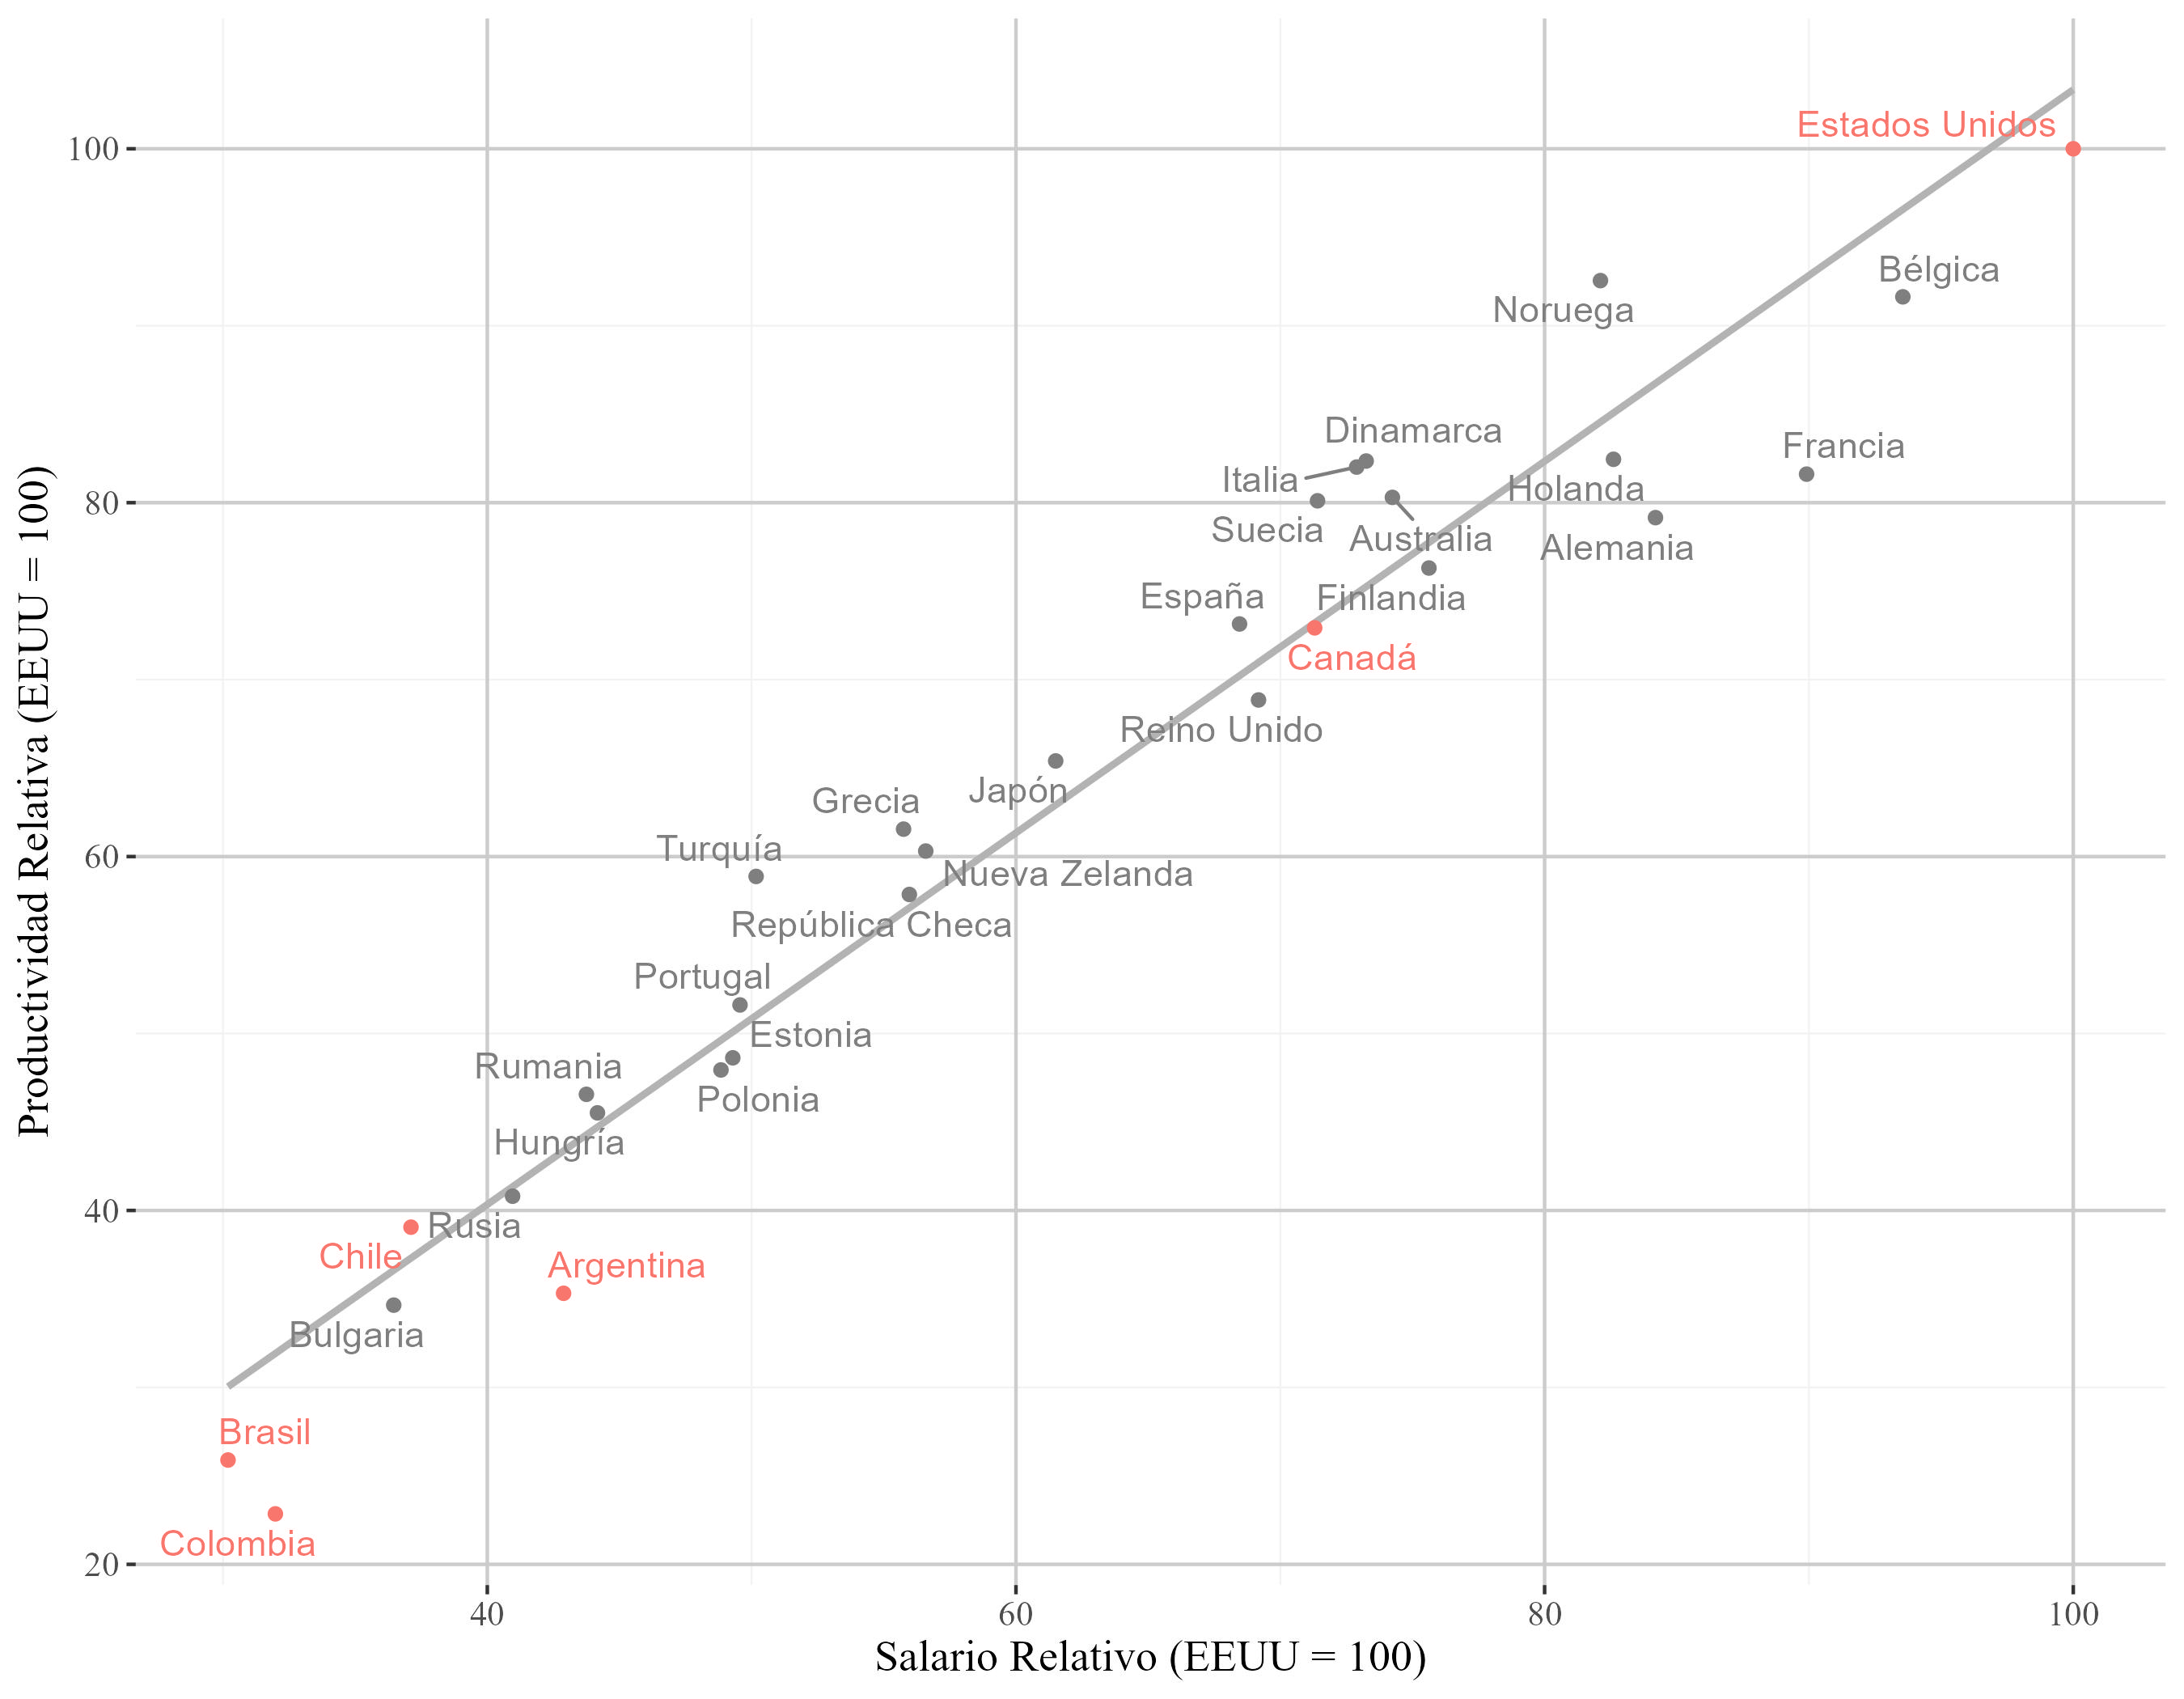 Estados Unidos
100
Bélgica
Noruega
Dinamarca
Francia
Italia
Holanda
80
Suecia
Australia
Alemania
España
Finlandia
Canadá
Reino Unido
Japón
Grecia
Turquía
60
Nueva Zelanda
República Checa
Portugal
Estonia
Rumania
Polonia
Hungría
40
Rusia
Chile
Argentina
Bulgaria
Brasil
Colombia
20
40 60 80 100
Salario Relativo (EEUU = 100)
Productividad Relativa (EEUU = 100)